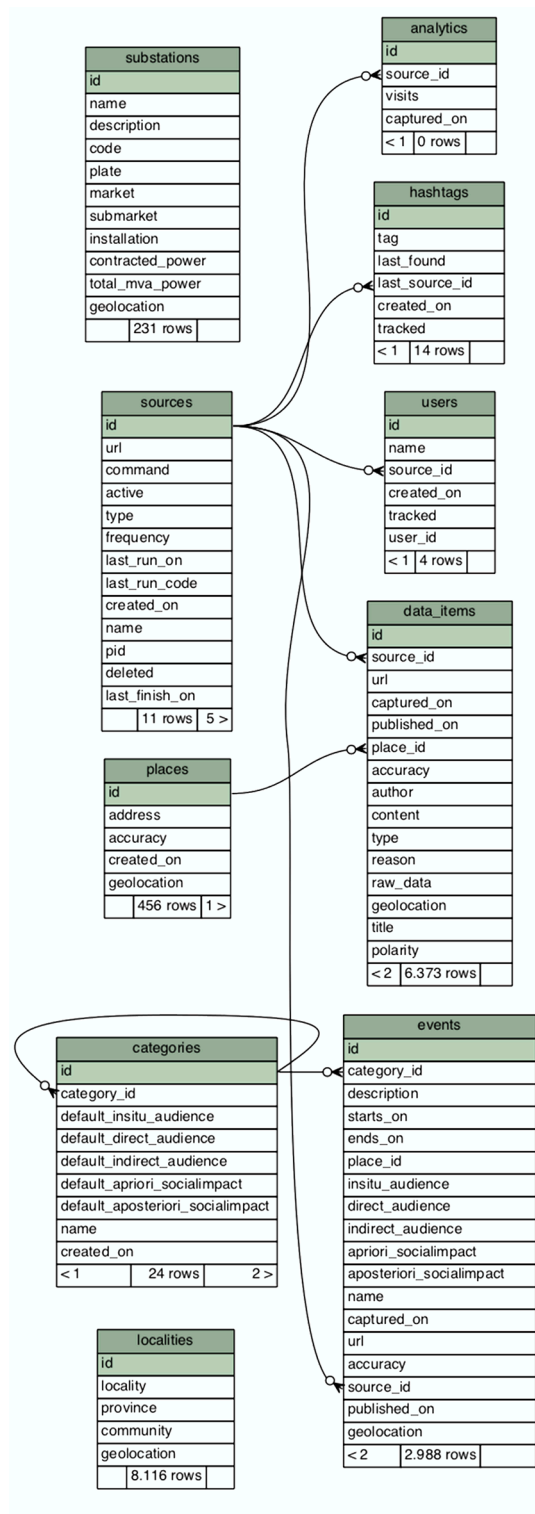 substations
id
name
description
code
plate
market
submarket
installation
contracted_power
total_mva_power
geolocation
231 rows
analytics
id
source_id
visits
captured_on
< 1 0 rows
hashtags
id
tag
last_found
last_source_id
created_on
tracked
< 1 14 rows
sources
id
url
command
active
type
frequency
last_run_on
last_run_code
created_on
name
pid
deleted
last_finish_on
11 rows 5 >
users
id
name
source_id
created_on
tracked
user_id
< 1 4 rows
data_items
id
source_id
url
captured_on
published_on
place_id
accuracy
author
content
type
reason
raw_data
geolocation
title
polarity
< 2 6.373 rows
places
id
address
accuracy
created_on
geolocation
456 rows 1 >
categories
id
category_id
default_insitu_audience
default_direct_audience
default_indirect_audience
default_apriori_socialimpact
default_aposteriori_socialimpact
name
created_on
< 1 24 rows 2 >
events
id
category_id
description
starts_on
ends_on
place_id
insitu_audience
direct_audience
indirect_audience
apriori_socialimpact
aposteriori_socialimpact
name
captured_on
url
accuracy
source_id
published_on
geolocation
< 2 2.988 rows
localities
id
locality
province
community
geolocation
8.116 rows